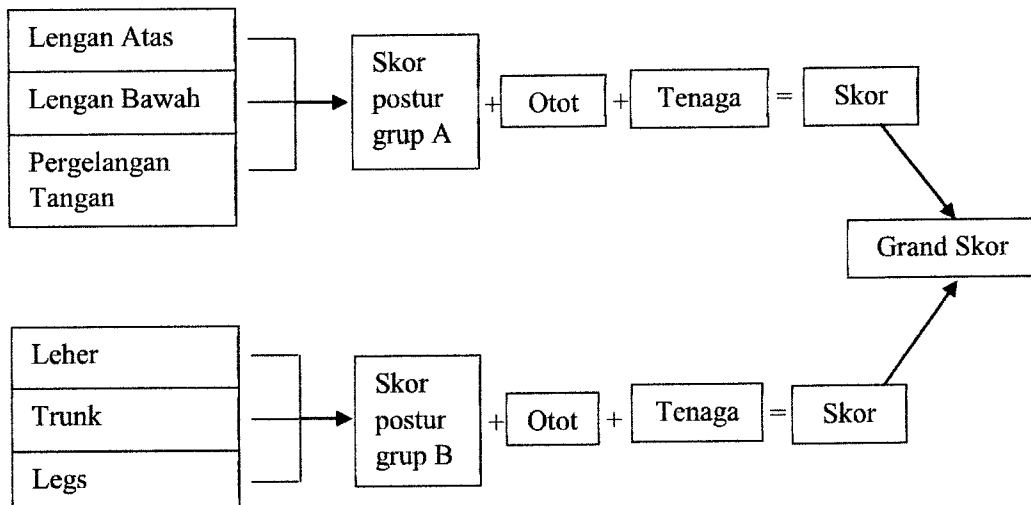 Lengan Atas
Lengan Bawah
Pergelangan
Tangan
Skor
postur
grup A
+ Otot + Tenaga = Skor
Grand Skor
Leher
Trunk
Legs
Skor
postur
grup B
+ Otot + Tenaga = Skor